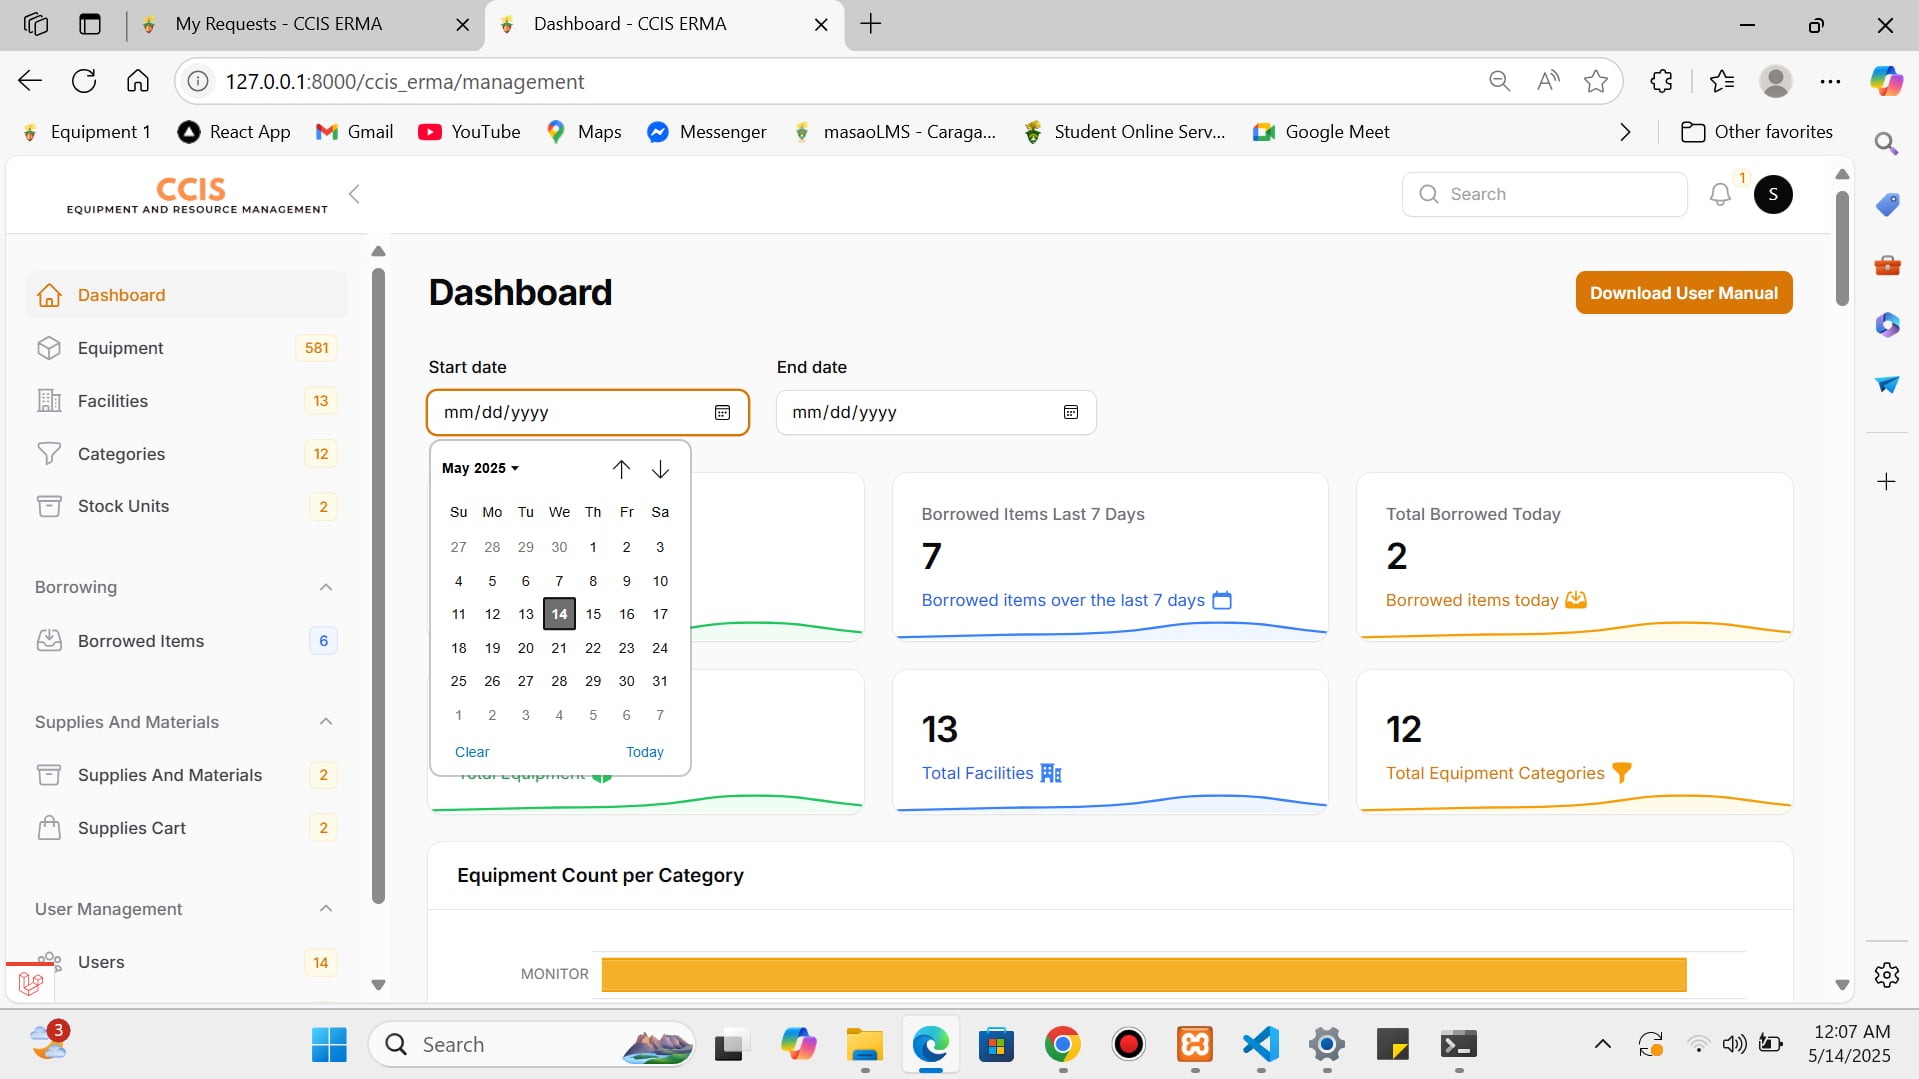 My Requests - CCIS ERMA
Dashboard - CCIS ERMA
127.0.0.1:8000/ccis_erma/management
Equipment 1
React App
Gmail
YouTube
Maps
Messenger
masaoLMS - Caraga...
Student Online Serv...
Google Meet
Other favorites
CCIS
EQUIPMENT AND RESOURCE MANAGEMENT
Search
1
S
Dashboard
Equipment 581
Facilities 13
Categories 12
Stock Units 2
Borrowing
Borrowed Items 6
Supplies And Materials
Supplies And Materials 2
Supplies Cart 2
User Management
Users 14
Dashboard
Download User Manual
Start date
End date
mm/dd/yyyy
mm/dd/yyyy
May 2025
Su Mo Tu We Th Fr Sa
27 28 29 30 1 2 3
4 5 6 7 8 9 10
11 12 13 14 15 16 17
18 19 20 21 22 23 24
25 26 27 28 29 30 31
1 2 3 4 5 6 7
Clear Today
Borrowed Items Last 7 Days
7
Borrowed items over the last 7 days
Total Borrowed Today
2
Borrowed items today
Total Equipment
13
Total Facilities
12
Total Equipment Categories
Equipment Count per Category
MONITOR
3
Search
12:07 AM
5/14/2025